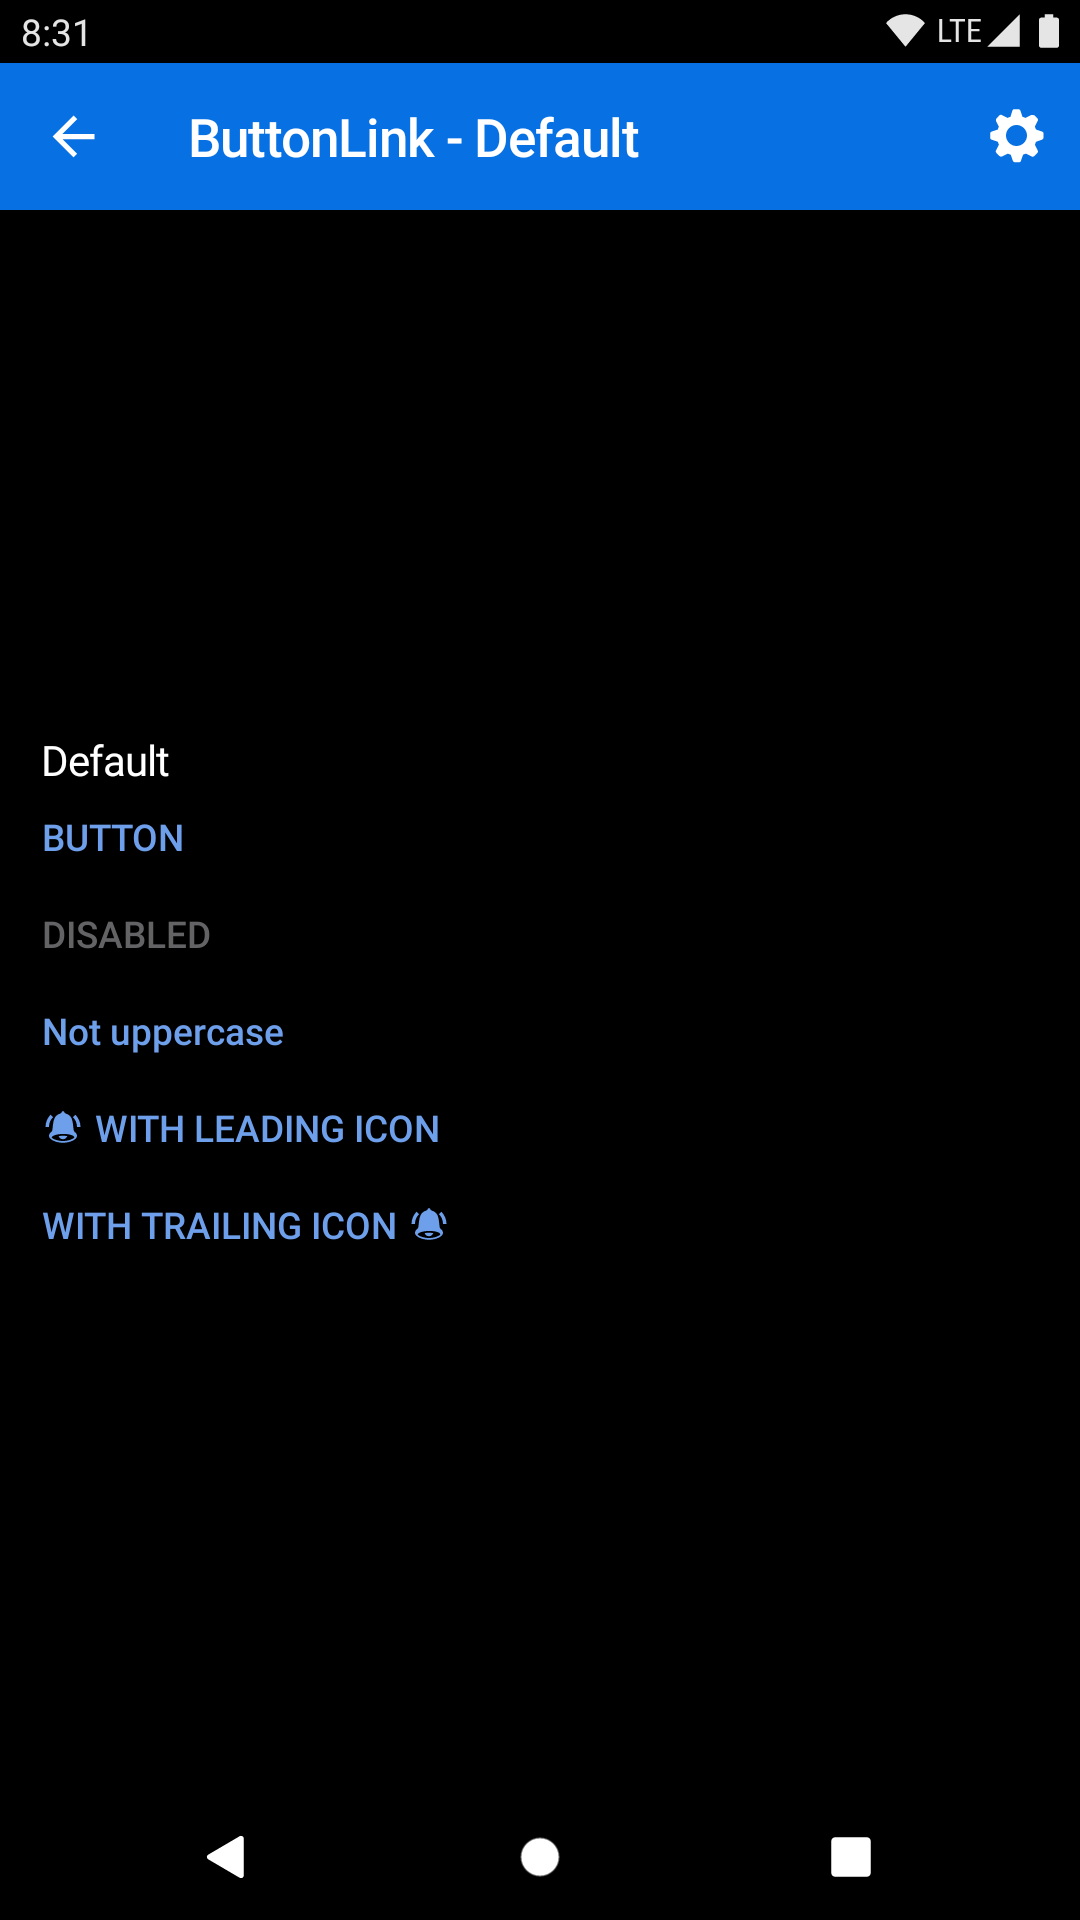 8:31 LTE
ButtonLink - Default
Default
BUTTON
DISABLED
Not uppercase
WITH LEADING ICON
WITH TRAILING ICON